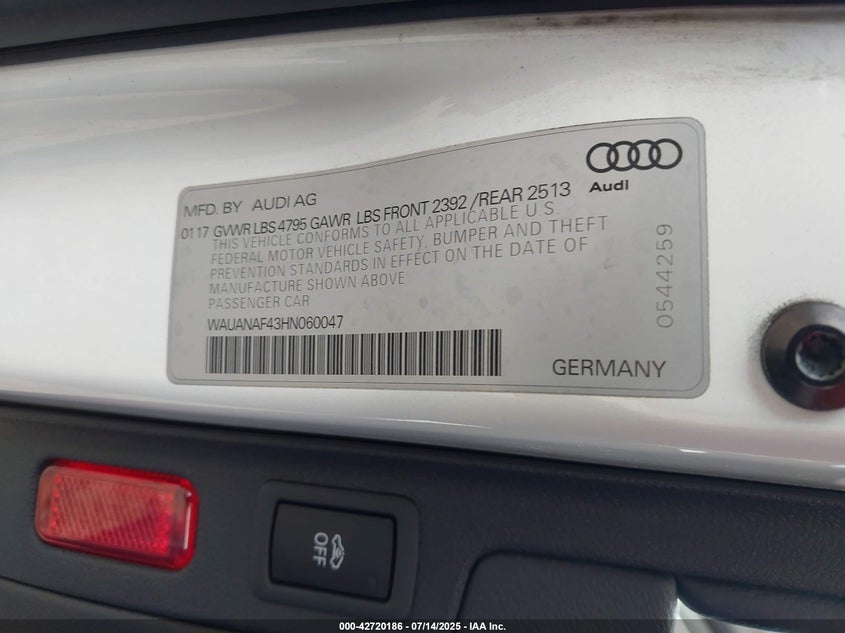 Audi
MFD. BY AUDI AG
01 17 GVWR LBS 4795 GAWR LBS FRONT 2392 /REAR 2513
THIS VEHICLE CONFORMS TO ALL APPLICABLE U.S.
FEDERAL MOTOR VEHICLE SAFETY, BUMPER AND THEFT
PREVENTION STANDARDS IN EFFECT ON THE DATE OF
MANUFACTURE SHOWN ABOVE
PASSENGER CAR
WAUANAF43HN060047
GERMANY
0544259
OFF
000-42720186 - 07/14/2025 - IAA Inc.